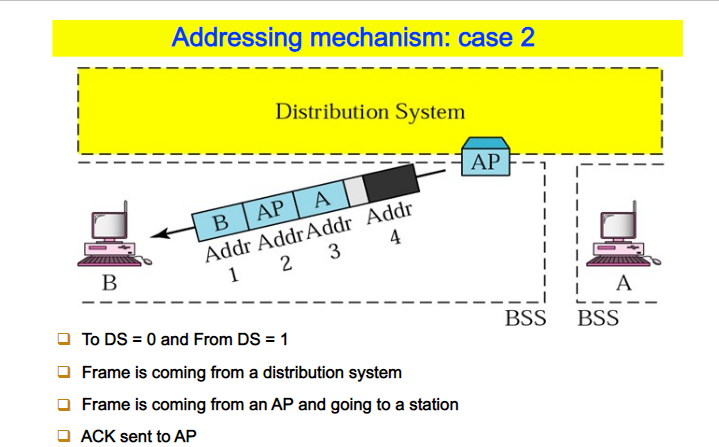 Addressing mechanism: case 2
Distribution System
AP
B AP A
Addr Addr Addr Addr
1 2 3 4
B
A
BSS BSS
To DS = 0 and From DS = 1
Frame is coming from a distribution system
Frame is coming from an AP and going to a station
ACK sent to AP